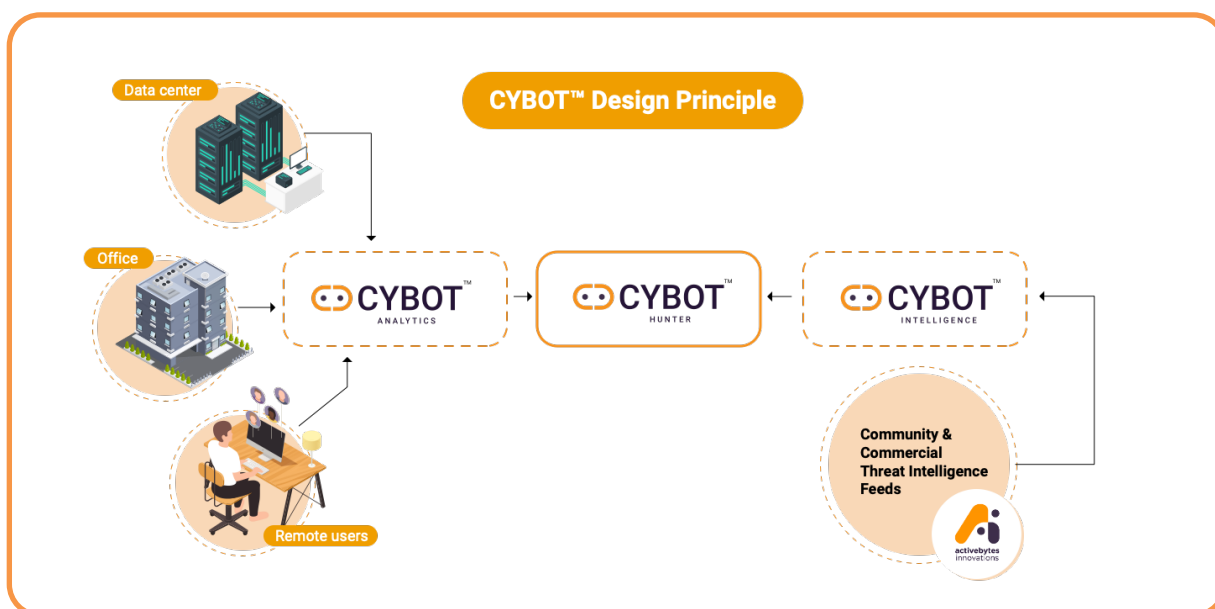 CYBOT™ Design Principle
Data center
Office
Remote users
CYBOT™
ANALYTICS
CYBOT™
HUNTER
CYBOT™
INTELLIGENCE
Community &
Commercial
Threat Intelligence
Feeds
Ai
activebytes
innovations